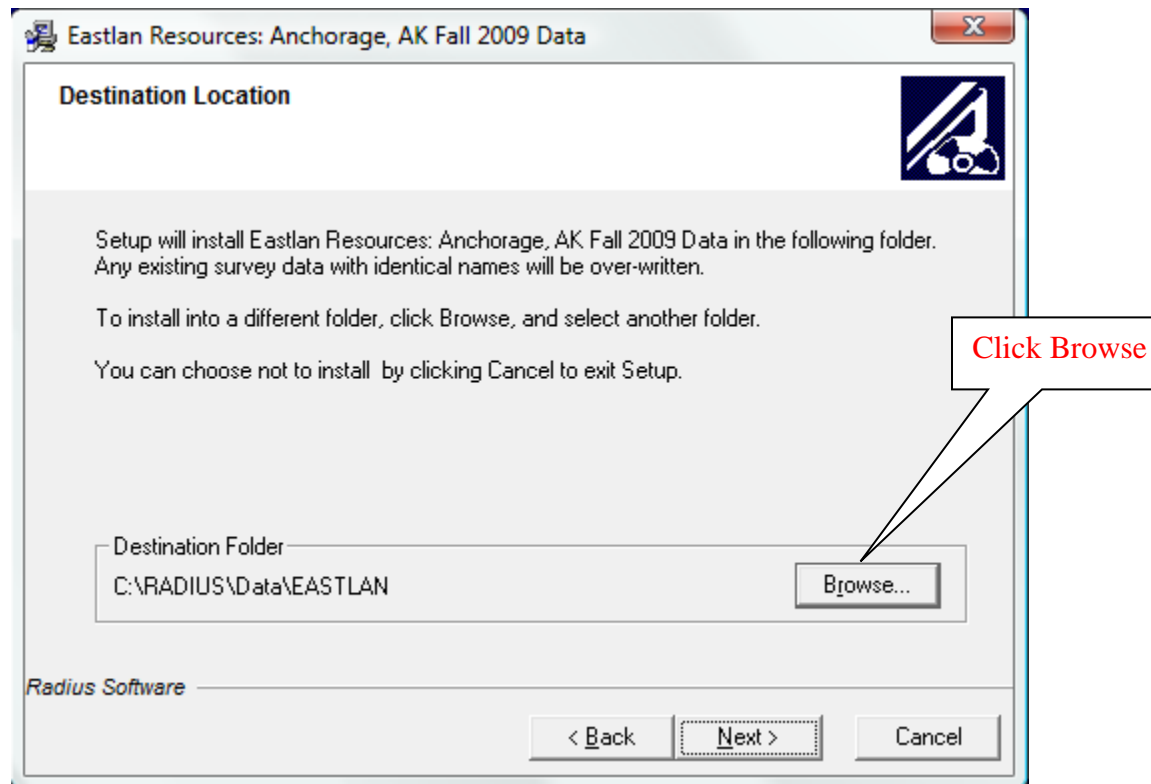 Eastlan Resources: Anchorage, AK Fall 2009 Data
Destination Location
Setup will install Eastlan Resources: Anchorage, AK Fall 2009 Data in the following folder.
Any existing survey data with identical names will be over-written.
To install into a different folder, click Browse, and select another folder.
You can choose not to install  by clicking Cancel to exit Setup.
Click Browse
Destination Folder
C:\RADIUS\Data\EASTLAN
Browse...
Radius Software
< Back
Next >
Cancel